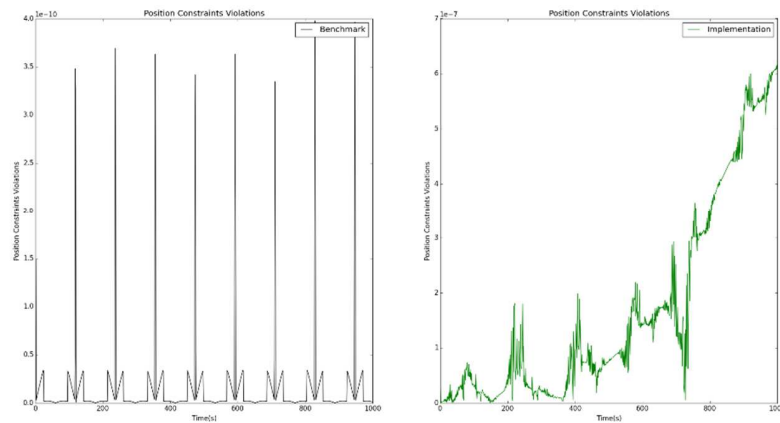 Position Constraints Violations
1e−10
4.0
3.5
3.0
2.5
2.0
1.5
1.0
0.5
0.0
Position Constraints Violations
Benchmark
0
200
400
600
800
1000
Time(s)
Position Constraints Violations
1e−7
7
6
5
4
3
2
1
0
Position Constraints Violations
Implementation
0
200
400
600
800
1000
Time(s)